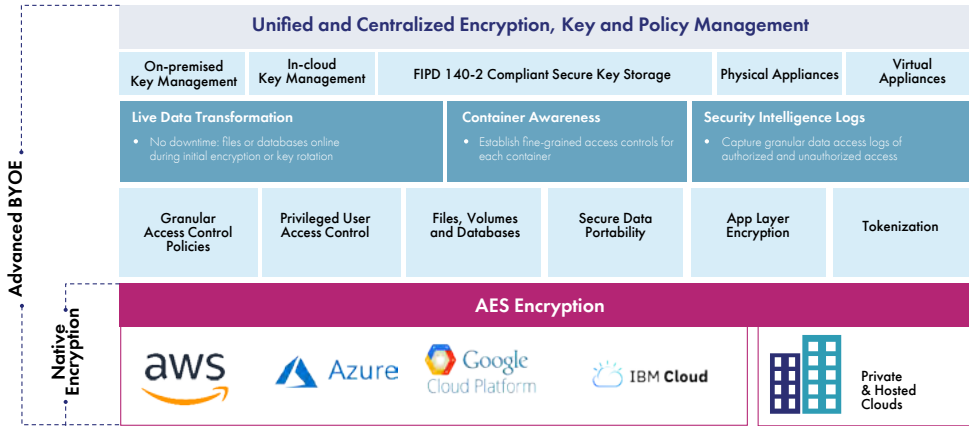 Unified and Centralized Encryption, Key and Policy Management
On-premised
Key Management
In-cloud
Key Management
FIPD 140-2 Compliant Secure Key Storage
Physical Appliances
Virtual
Appliances
Live Data Transformation
• No downtime: files or databases online
during initial encryption or key rotation
Container Awareness
• Establish fine-grained access controls for
each container
Security Intelligence Logs
• Capture granular data access logs of
authorized and unauthorized access
Granular
Access Control
Policies
Privileged User
Access Control
Files, Volumes
and Databases
Secure Data
Portability
App Layer
Encryption
Tokenization
Advanced BYOE
Native
Encryption
AES Encryption
aws
Azure
Google
Cloud Platform
IBM Cloud
Private
& Hosted
Clouds